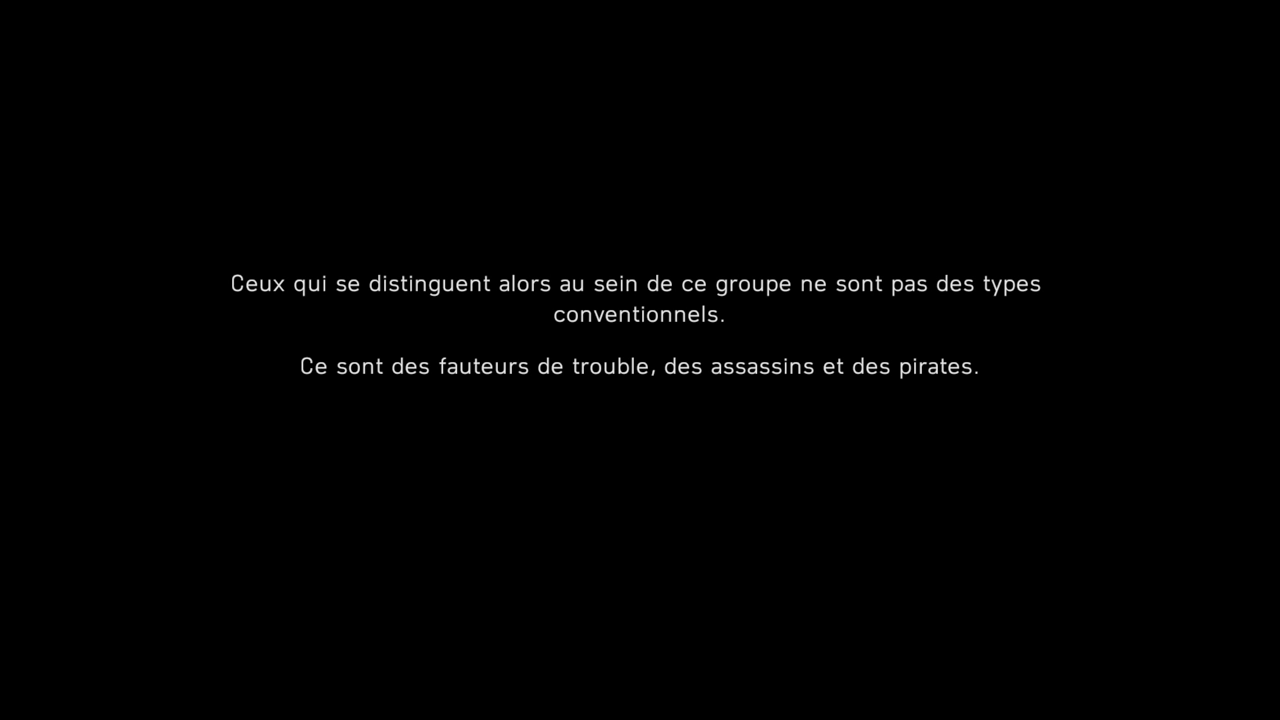 Ceux qui se distinguent alors au sein de ce groupe ne sont pas des types
conventionnels.
Ce sont des fauteurs de trouble, des assassins et des pirates.